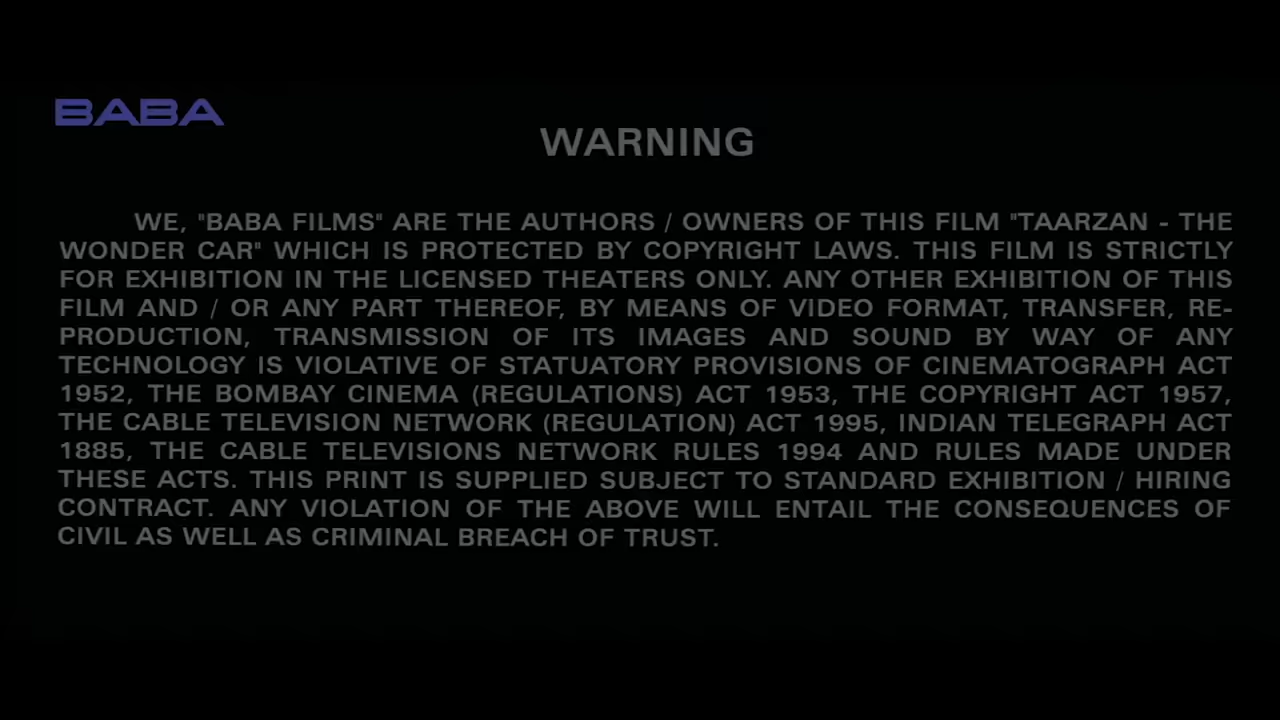 BABA
WARNING
WE, "BABA FILMS" ARE THE AUTHORS / OWNERS OF THIS FILM "TAARZAN - THE
WONDER CAR" WHICH IS PROTECTED BY COPYRIGHT LAWS. THIS FILM IS STRICTLY
FOR EXHIBITION IN THE LICENSED THEATERS ONLY. ANY OTHER EXHIBITION OF THIS
FILM AND / OR ANY PART THEREOF, BY MEANS OF VIDEO FORMAT, TRANSFER, RE-
PRODUCTION, TRANSMISSION OF ITS IMAGES AND SOUND BY WAY OF ANY
TECHNOLOGY IS VIOLATIVE OF STATUATORY PROVISIONS OF CINEMATOGRAPH ACT
1952, THE BOMBAY CINEMA (REGULATIONS) ACT 1953, THE COPYRIGHT ACT 1957,
THE CABLE TELEVISION NETWORK (REGULATION) ACT 1995, INDIAN TELEGRAPH ACT
1885, THE CABLE TELEVISIONS NETWORK RULES 1994 AND RULES MADE UNDER
THESE ACTS. THIS PRINT IS SUPPLIED SUBJECT TO STANDARD EXHIBITION / HIRING
CONTRACT. ANY VIOLATION OF THE ABOVE WILL ENTAIL THE CONSEQUENCES OF
CIVIL AS WELL AS CRIMINAL BREACH OF TRUST.